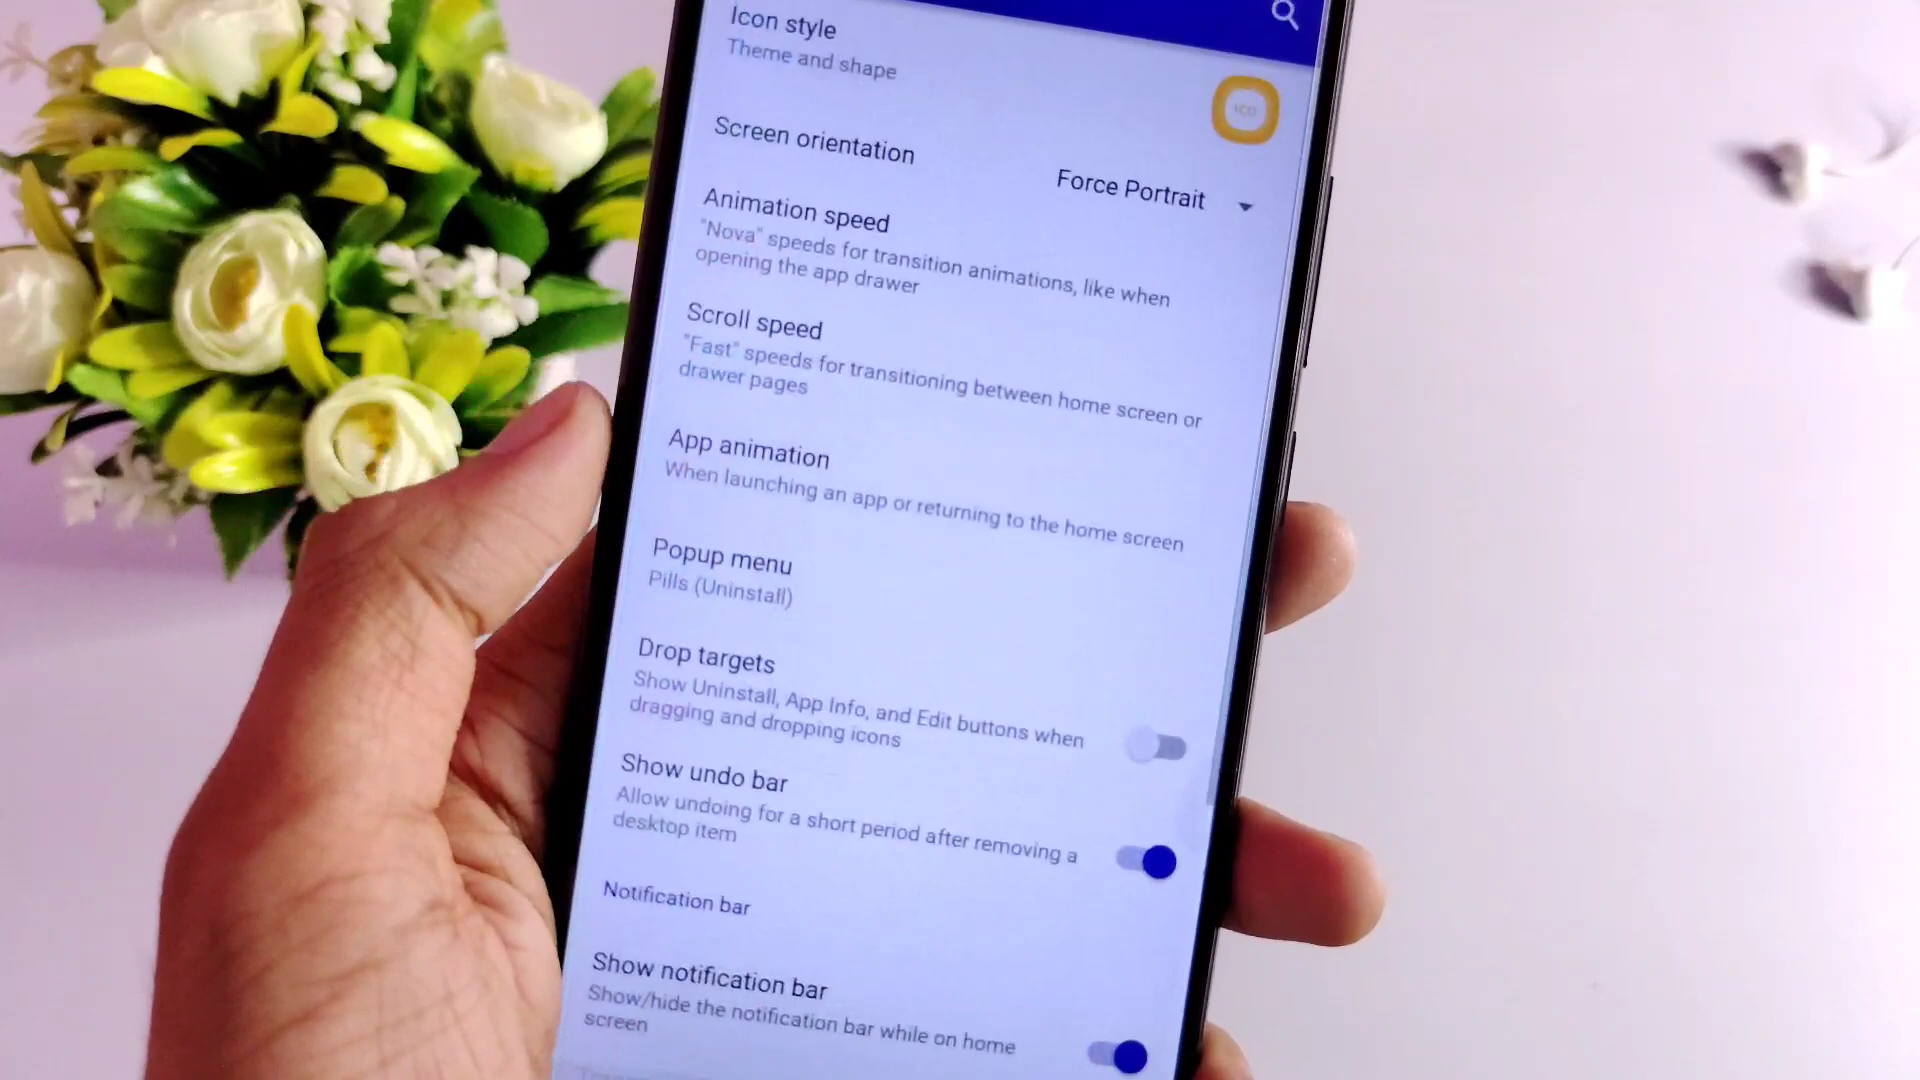 Icon style
Theme and shape
Screen orientation
Force Portrait
Animation speed
"Nova" speeds for transition animations, like when
opening the app drawer
Scroll speed
"Fast" speeds for transitioning between home screen or
drawer pages
App animation
When launching an app or returning to the home screen
Popup menu
Pills (Uninstall)
Drop targets
Show Uninstall, App Info, and Edit buttons when
dragging and dropping icons
Show undo bar
Allow undoing for a short period after removing a
desktop item
Notification bar
Show notification bar
Show/hide the notification bar while on home
screen